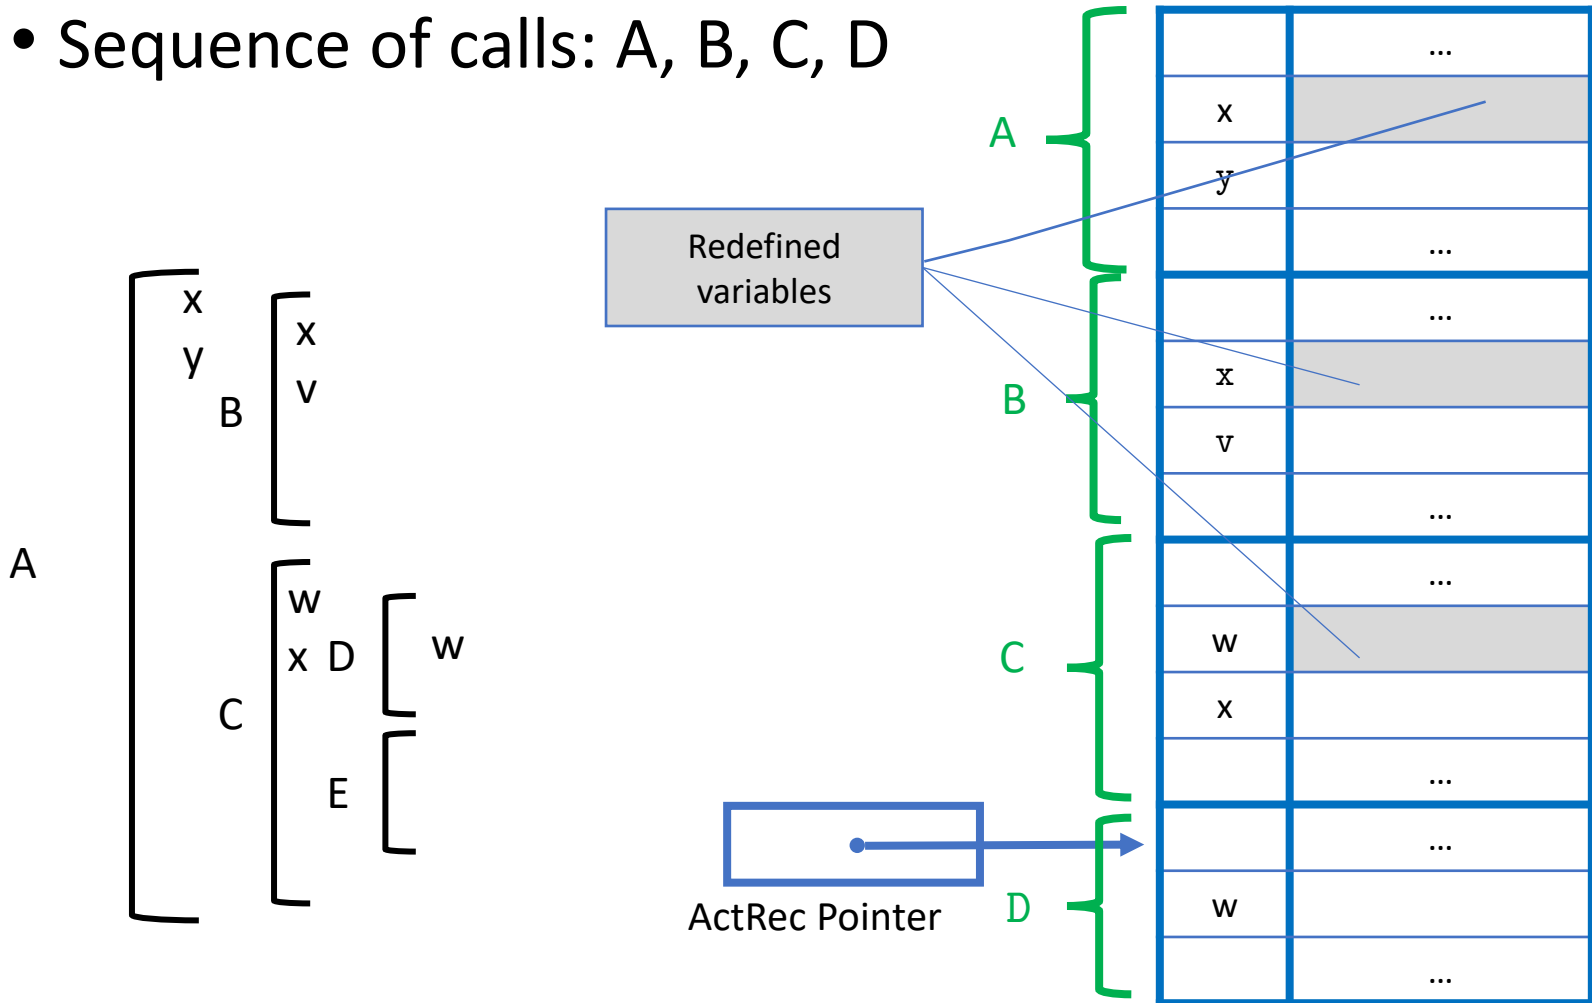 • Sequence of calls: A, B, C, D
A
x
y
B
x
v
C
w
x
D
w
E
Redefined
variables
ActRec Pointer
A
...
x
y
...
B
...
x
v
...
C
...
w
x
...
D
...
w
...